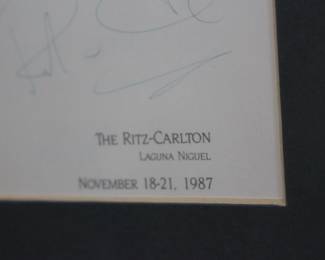 THE RITZ-CARLTON
LAGUNA NIGUEL
NOVEMBER 18-21, 1987